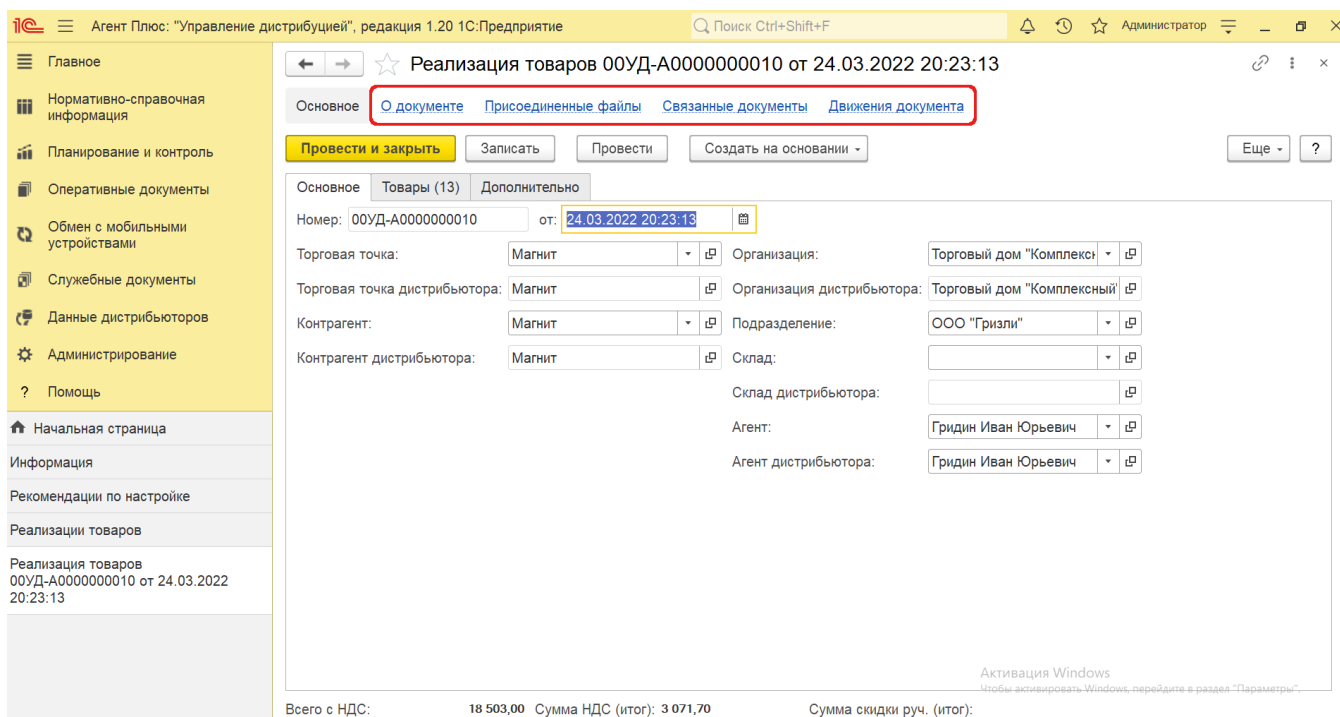 1С Агент Плюс: "Управление дистрибуцией", редакция 1.20 1С:Предприятие Поиск Ctrl+Shift+F Администратор
Главное
Нормативно-справочная
информация
Планирование и контроль
Оперативные документы
Обмен с мобильными
устройствами
Служебные документы
Данные дистрибьюторов
Администрирование
? Помощь
Начальная страница
Информация
Рекомендации по настройке
Реализации товаров
Реализация товаров
00УД-А0000000010 от 24.03.2022
20:23:13
Реализация товаров 00УД-А0000000010 от 24.03.2022 20:23:13
Основное О документе Присоединенные файлы Связанные документы Движения документа
Провести и закрыть Записать Провести Создать на основании Еще ?
Основное Товары (13) Дополнительно
Номер: 00УД-А0000000010 от: 24.03.2022 20:23:13
Торговая точка: Магнит Организация: Торговый дом "Комплексн
Торговая точка дистрибьютора: Магнит Организация дистрибьютора: Торговый дом "Комплексный"
Контрагент: Магнит Подразделение: ООО "Гризли"
Контрагент дистрибьютора: Магнит Склад:
Склад дистрибьютора:
Агент: Гридин Иван Юрьевич
Агент дистрибьютора: Гридин Иван Юрьевич
Активация Windows
Чтобы активировать Windows, перейдите в раздел "Параметры".
Всего с НДС: 18 503,00 Сумма НДС (итог): 3 071,70 Сумма скидки руч. (итог):